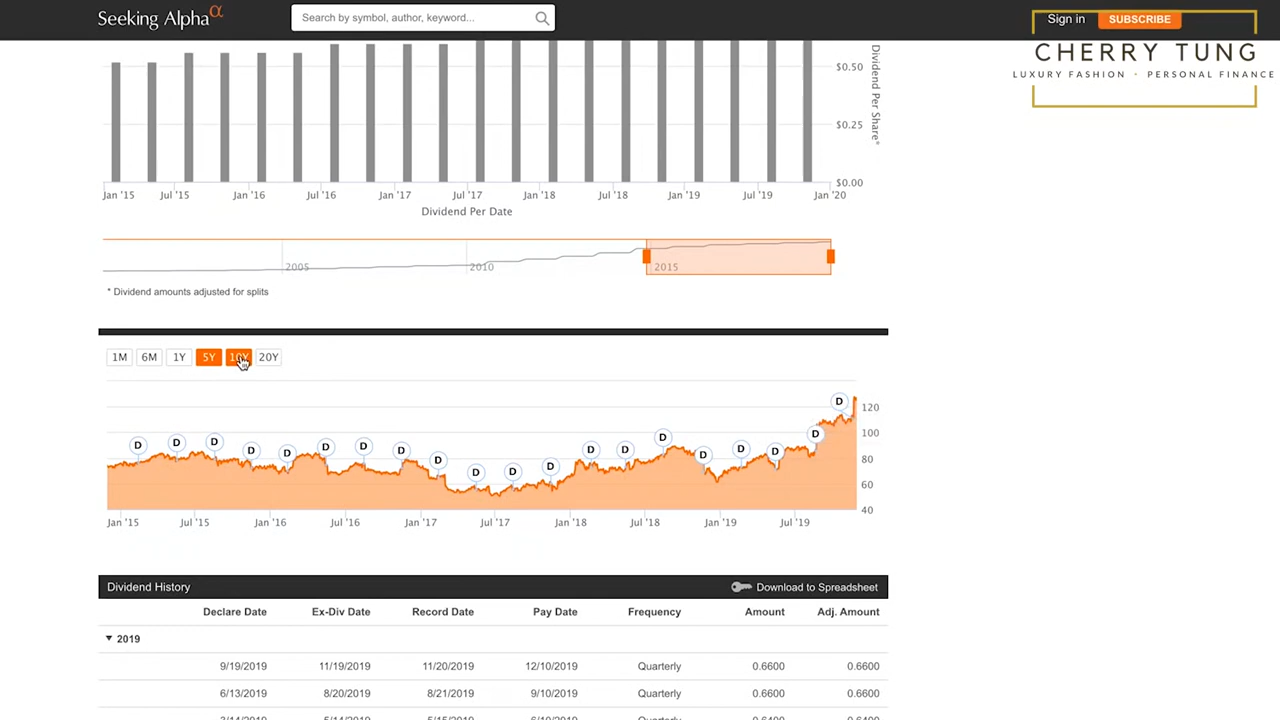 Seeking Alpha α
Search by symbol, author, keyword...
Sign in
SUBSCRIBE
CHERRY TUNG
LUXURY FASHION · PERSONAL FINANCE
$0.50
$0.25
$0.00
Dividend Per Share*
Jan '15 Jul '15 Jan '16 Jul '16 Jan '17 Jul '17 Jan '18 Jul '18 Jan '19 Jul '19 Jan '20
Dividend Per Date
2005 2010 2015
* Dividend amounts adjusted for splits
1M 6M 1Y 5Y 10Y 20Y
D D D D D D D D D D D D D D D D D D D D
120
100
80
60
40
Jan '15 Jul '15 Jan '16 Jul '16 Jan '17 Jul '17 Jan '18 Jul '18 Jan '19 Jul '19
Dividend History
Download to Spreadsheet
Declare Date Ex-Div Date Record Date Pay Date Frequency Amount Adj. Amount
2019
9/19/2019 11/19/2019 11/20/2019 12/10/2019 Quarterly 0.6600 0.6600
6/13/2019 8/20/2019 8/21/2019 9/10/2019 Quarterly 0.6600 0.6600